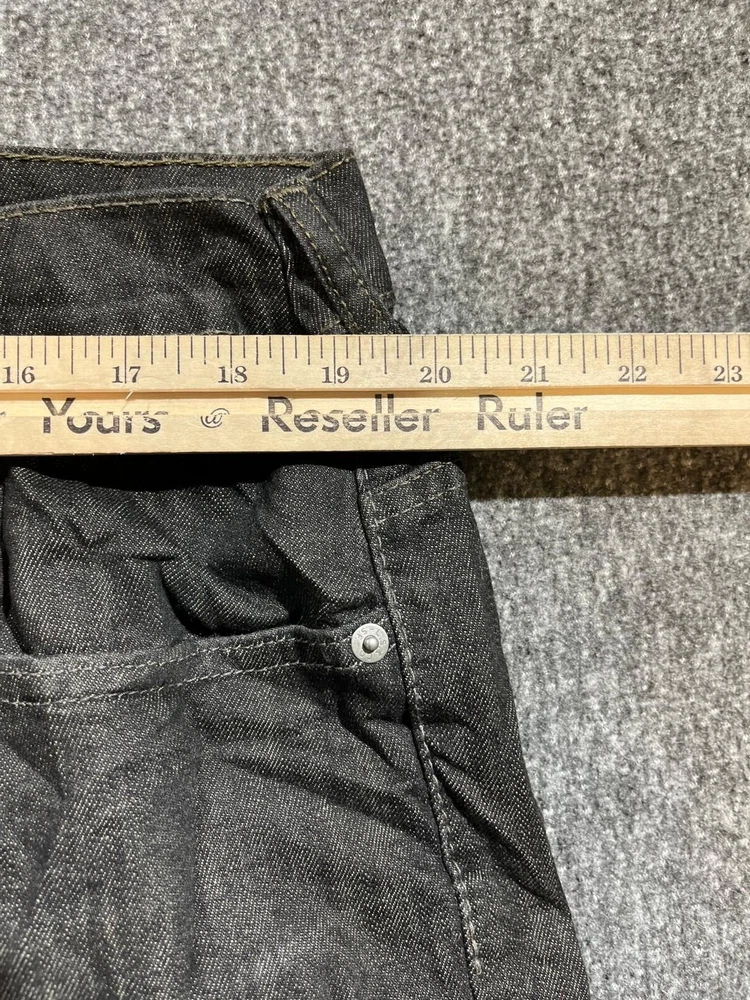 16 17 18 19 20 21 22 23
Yours Reseller Ruler